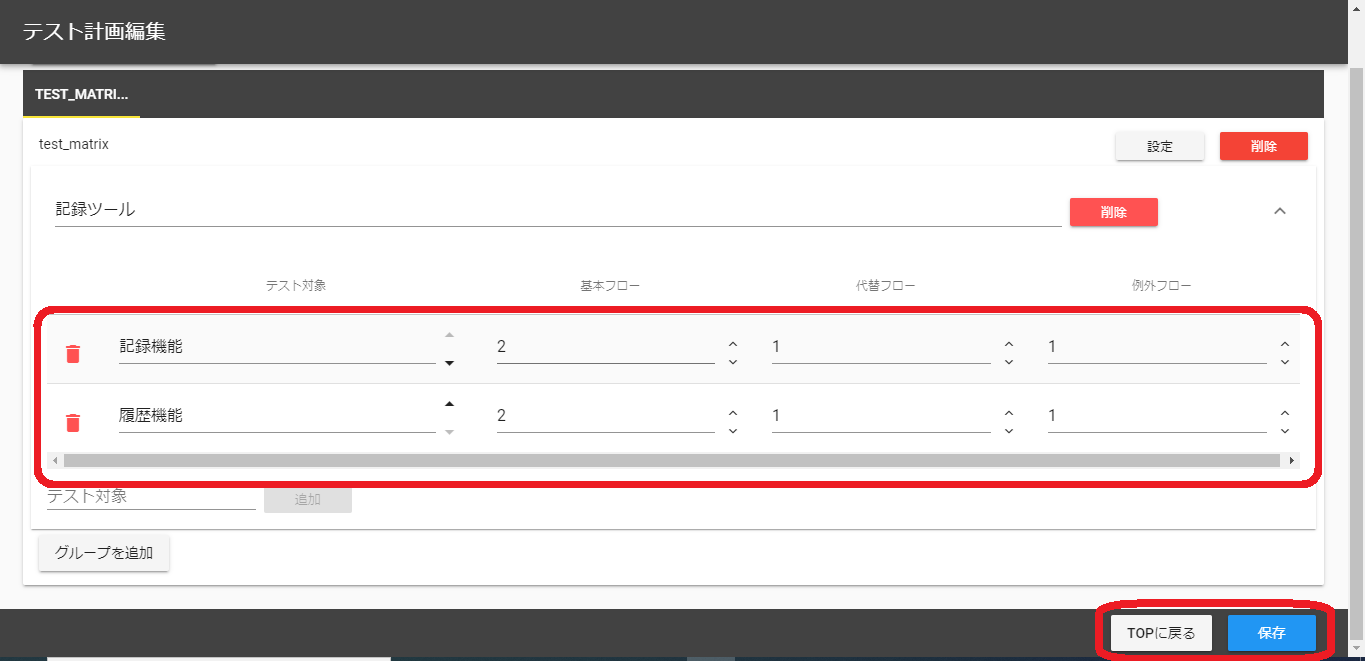 テスト計画編集
TEST_MATRI...
test_matrix 設定 削除
記録ツール 削除
テスト対象 基本フロー 代替フロー 例外フロー
記録機能 2 1 1
履歴機能 2 1 1
テスト対象 追加
グループを追加
TOPに戻る 保存